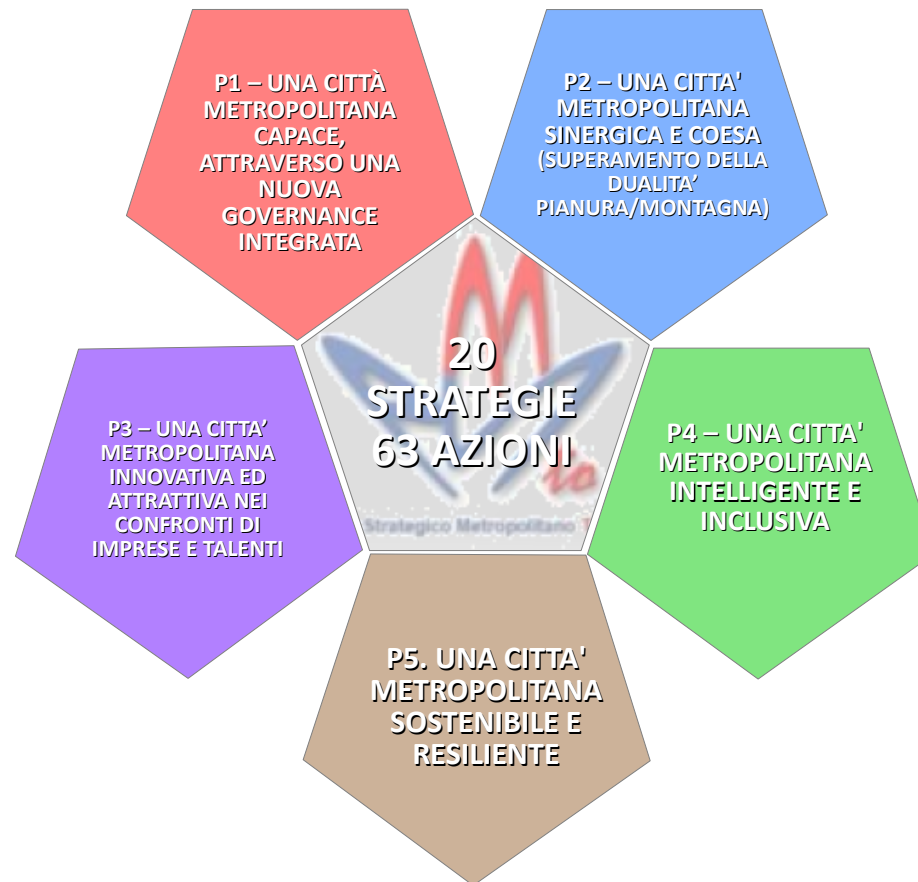 P1 – UNA CITTÀ
METROPOLITANA
CAPACE,
ATTRAVERSO UNA
NUOVA
GOVERNANCE
INTEGRATA
P2 – UNA CITTA'
METROPOLITANA
SINERGICA E COESA
(SUPERAMENTO DELLA
DUALITA’
PIANURA/MONTAGNA)
20
STRATEGIE
63 AZIONI
io
Strategico Metropolitano
P3 – UNA CITTA’
METROPOLITANA
INNOVATIVA ED
ATTRATTIVA NEI
CONFRONTI DI
IMPRESE E TALENTI
P4 – UNA CITTA'
METROPOLITANA
INTELLIGENTE E
INCLUSIVA
P5. UNA CITTA'
METROPOLITANA
SOSTENIBILE E
RESILIENTE